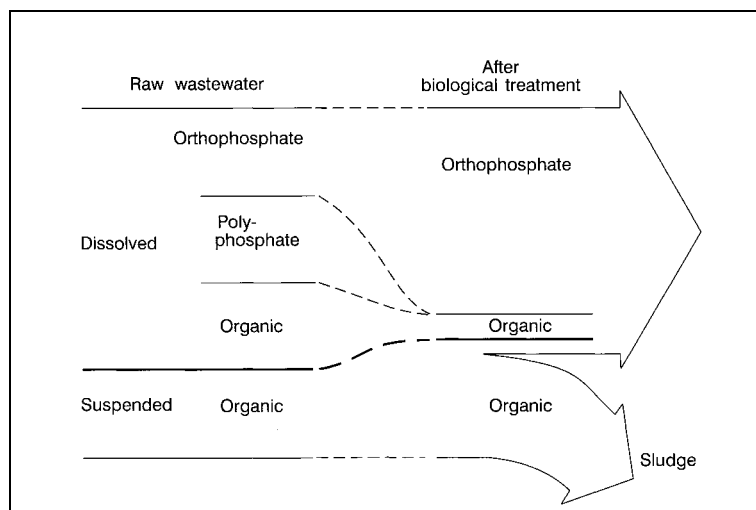 Raw wastewater
After
biological treatment
Orthophosphate
Orthophosphate
Poly-
phosphate
Dissolved
Organic
Organic
Suspended
Organic
Organic
Sludge